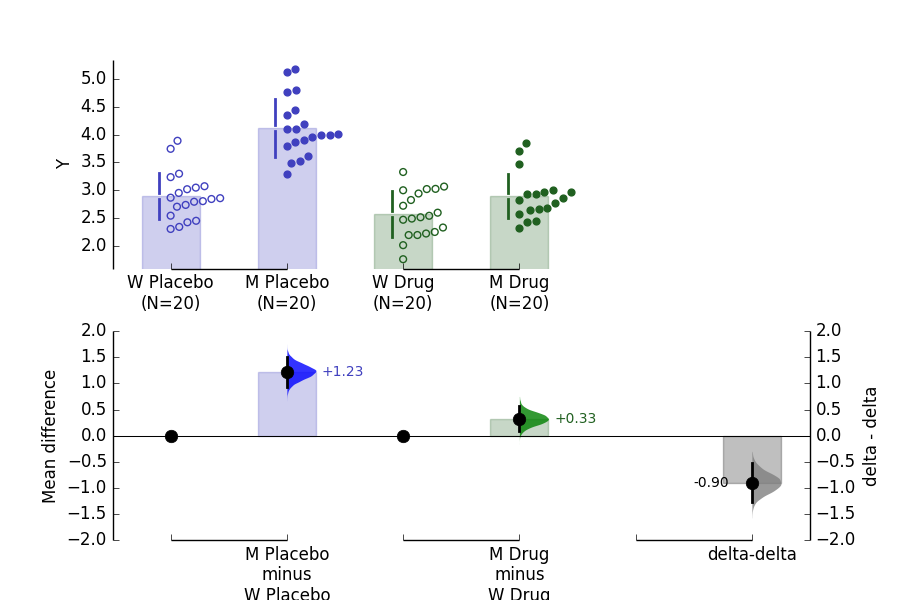 5.0
4.5
4.0
3.5
3.0
2.5
2.0
Y
W Placebo
(N=20)
M Placebo
(N=20)
W Drug
(N=20)
M Drug
(N=20)
2.0
1.5
1.0
0.5
0.0
−0.5
−1.0
−1.5
−2.0
Mean difference
+1.23
+0.33
-0.90
2.0
1.5
1.0
0.5
0.0
−0.5
−1.0
−1.5
−2.0
delta - delta
M Placebo
minus
W Placebo
M Drug
minus
W Drug
delta-delta